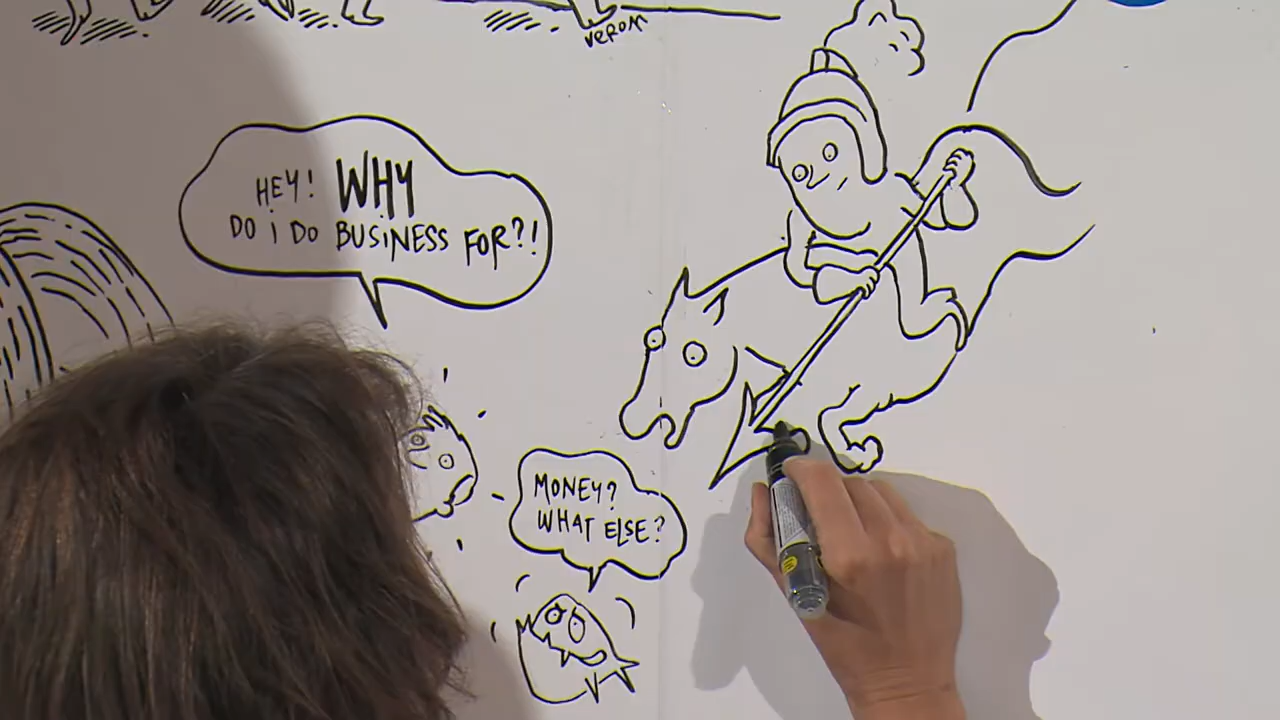 VEROM
HEY! WHY
DO i DO BUSiNESS FOR?!
MONEY?
WHAT ELSE?